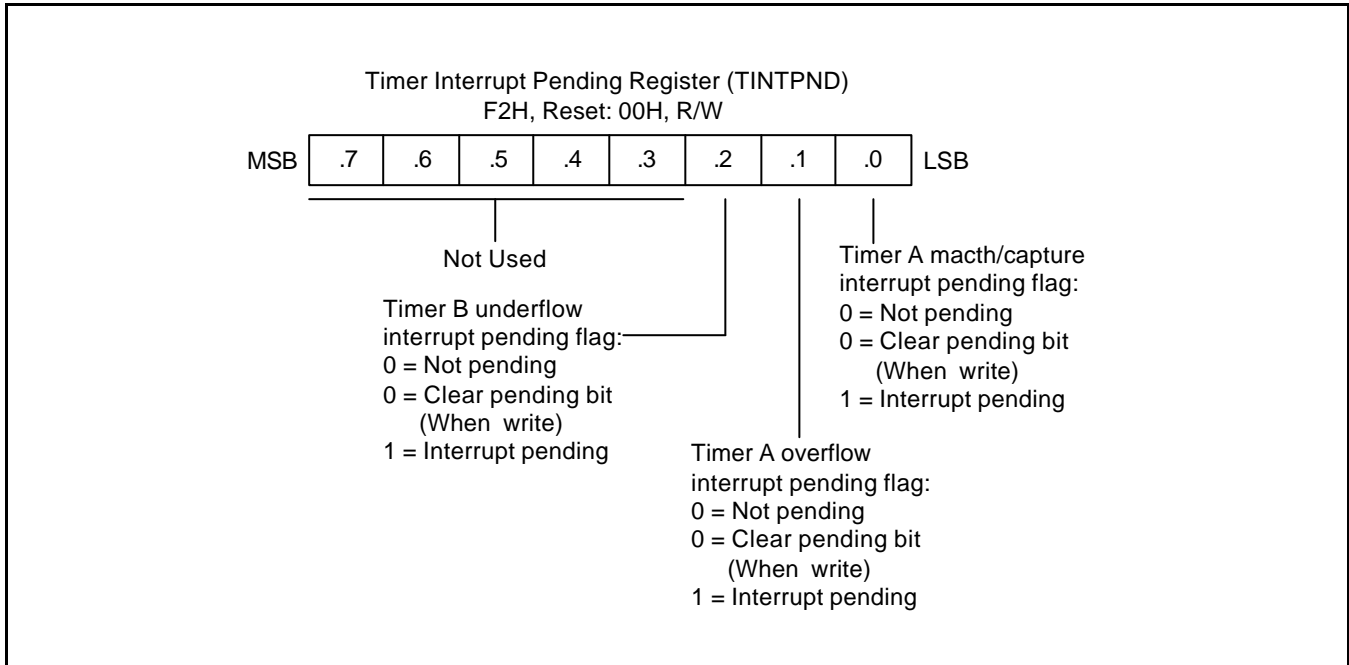 Timer Interrupt Pending Register (TINTPND)
F2H, Reset: 00H, R/W
MSB .7 .6 .5 .4 .3 .2 .1 .0 LSB
Not Used
Timer B underflow
interrupt pending flag:
0 = Not pending
0 = Clear pending bit
(When write)
1 = Interrupt pending
Timer A overflow
interrupt pending flag:
0 = Not pending
0 = Clear pending bit
(When write)
1 = Interrupt pending
Timer A macth/capture
interrupt pending flag:
0 = Not pending
0 = Clear pending bit
(When write)
1 = Interrupt pending